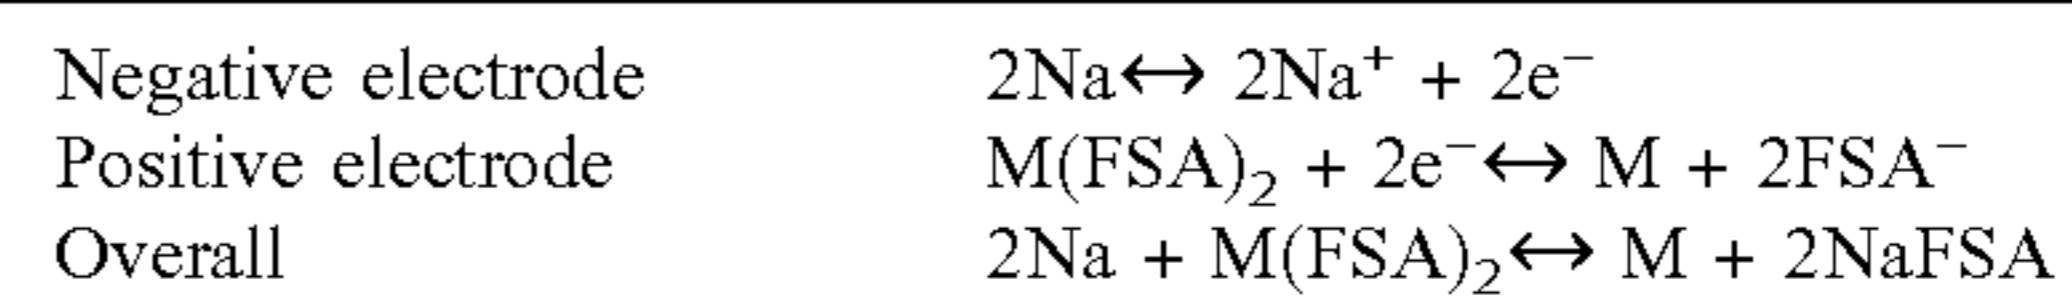 Negative electrode 2Na↔ 2Na⁺ + 2e⁻
Positive electrode M(FSA)₂ + 2e⁻↔ M + 2FSA⁻
Overall 2Na + M(FSA)₂↔ M + 2NaFSA